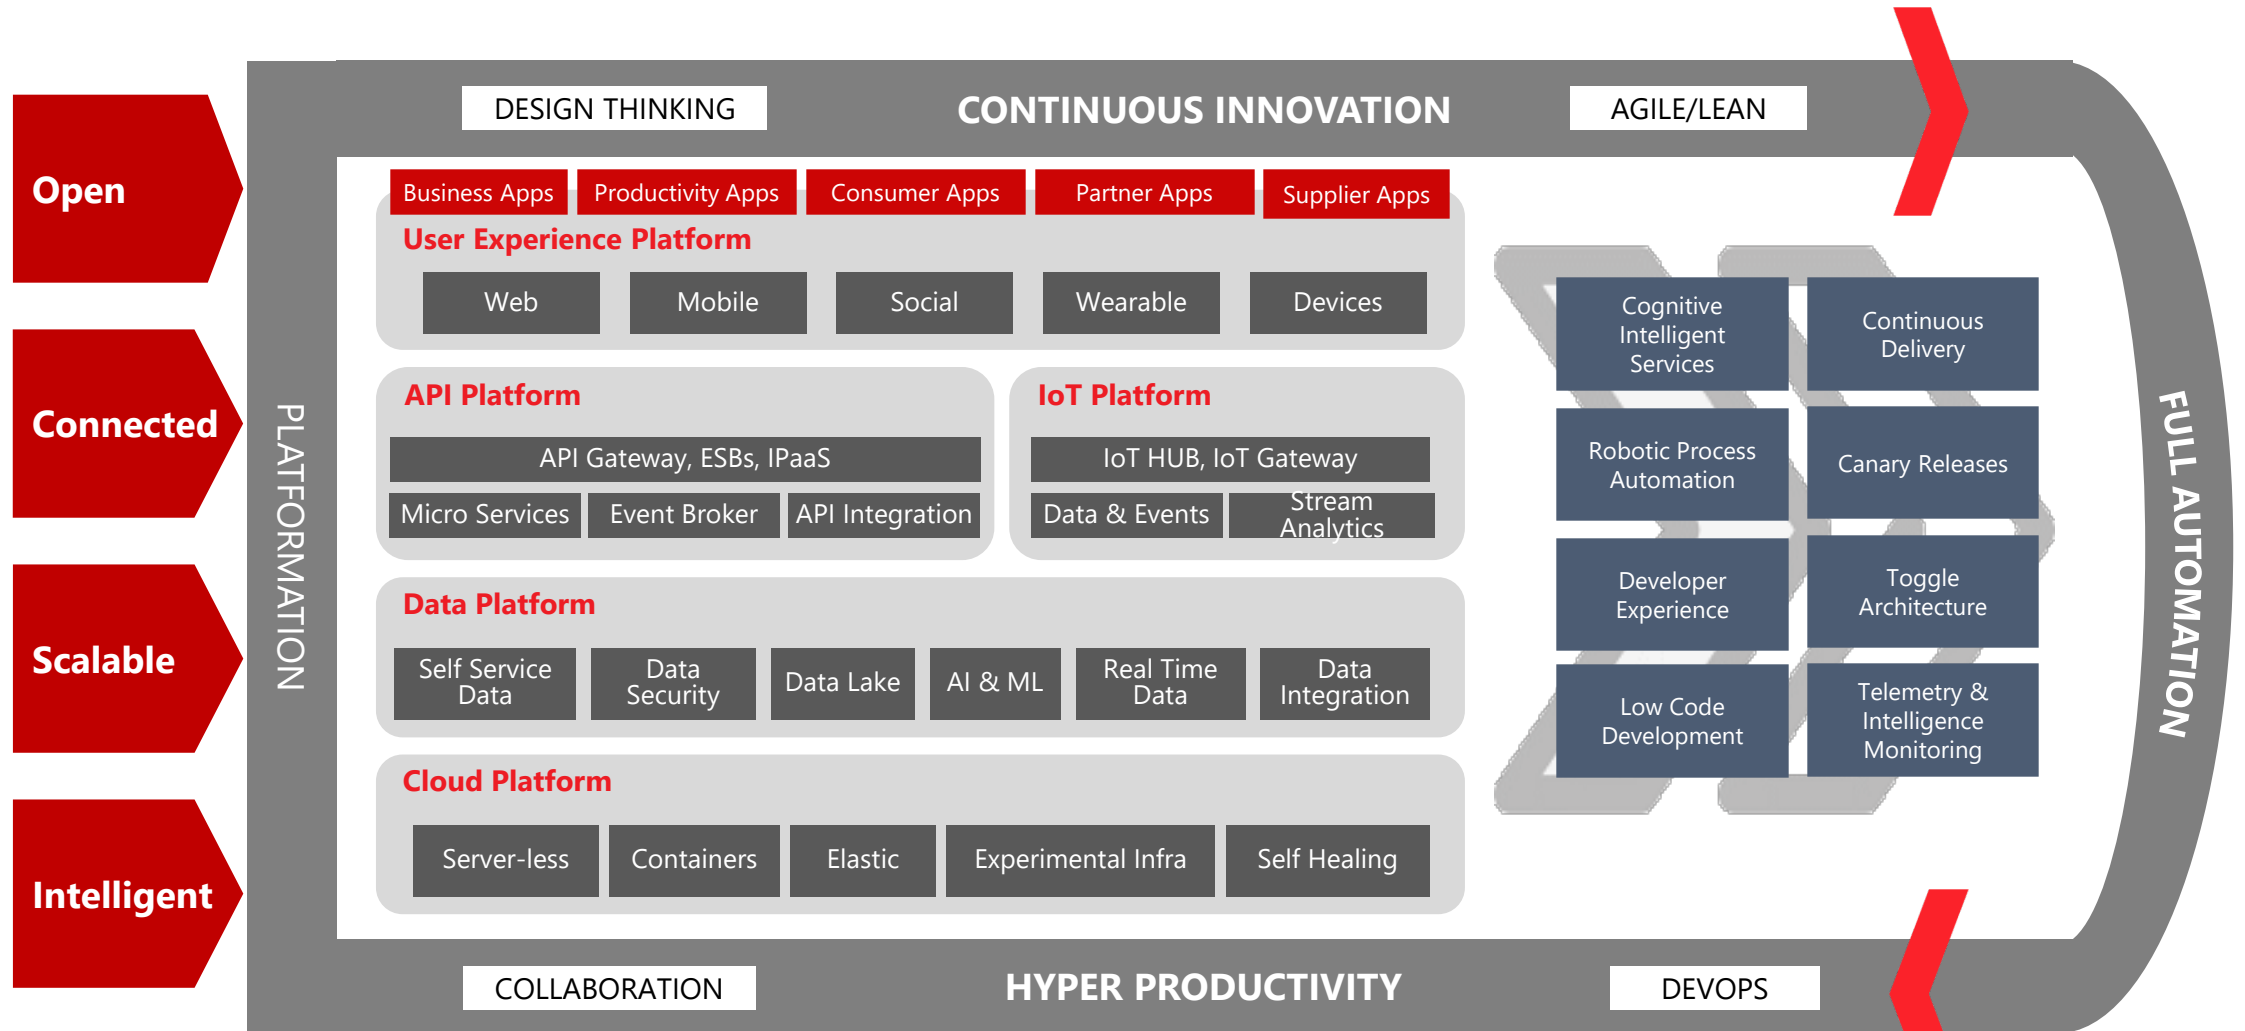 DESIGN THINKING
CONTINUOUS INNOVATION
AGILE/LEAN
Open
Connected
Scalable
Intelligent
PLATFORMATION
Business Apps
Productivity Apps
Consumer Apps
Partner Apps
Supplier Apps
User Experience Platform
Web
Mobile
Social
Wearable
Devices
API Platform
API Gateway, ESBs, IPaaS
Micro Services
Event Broker
API Integration
IoT Platform
IoT HUB, IoT Gateway
Data & Events
Stream
Analytics
Data Platform
Self Service
Data
Data
Security
Data Lake
AI & ML
Real Time
Data
Data
Integration
Cloud Platform
Server-less
Containers
Elastic
Experimental Infra
Self Healing
Cognitive
Intelligent
Services
Continuous
Delivery
Robotic Process
Automation
Canary Releases
Developer
Experience
Toggle
Architecture
Low Code
Development
Telemetry &
Intelligence
Monitoring
FULL AUTOMATION
COLLABORATION
HYPER PRODUCTIVITY
DEVOPS